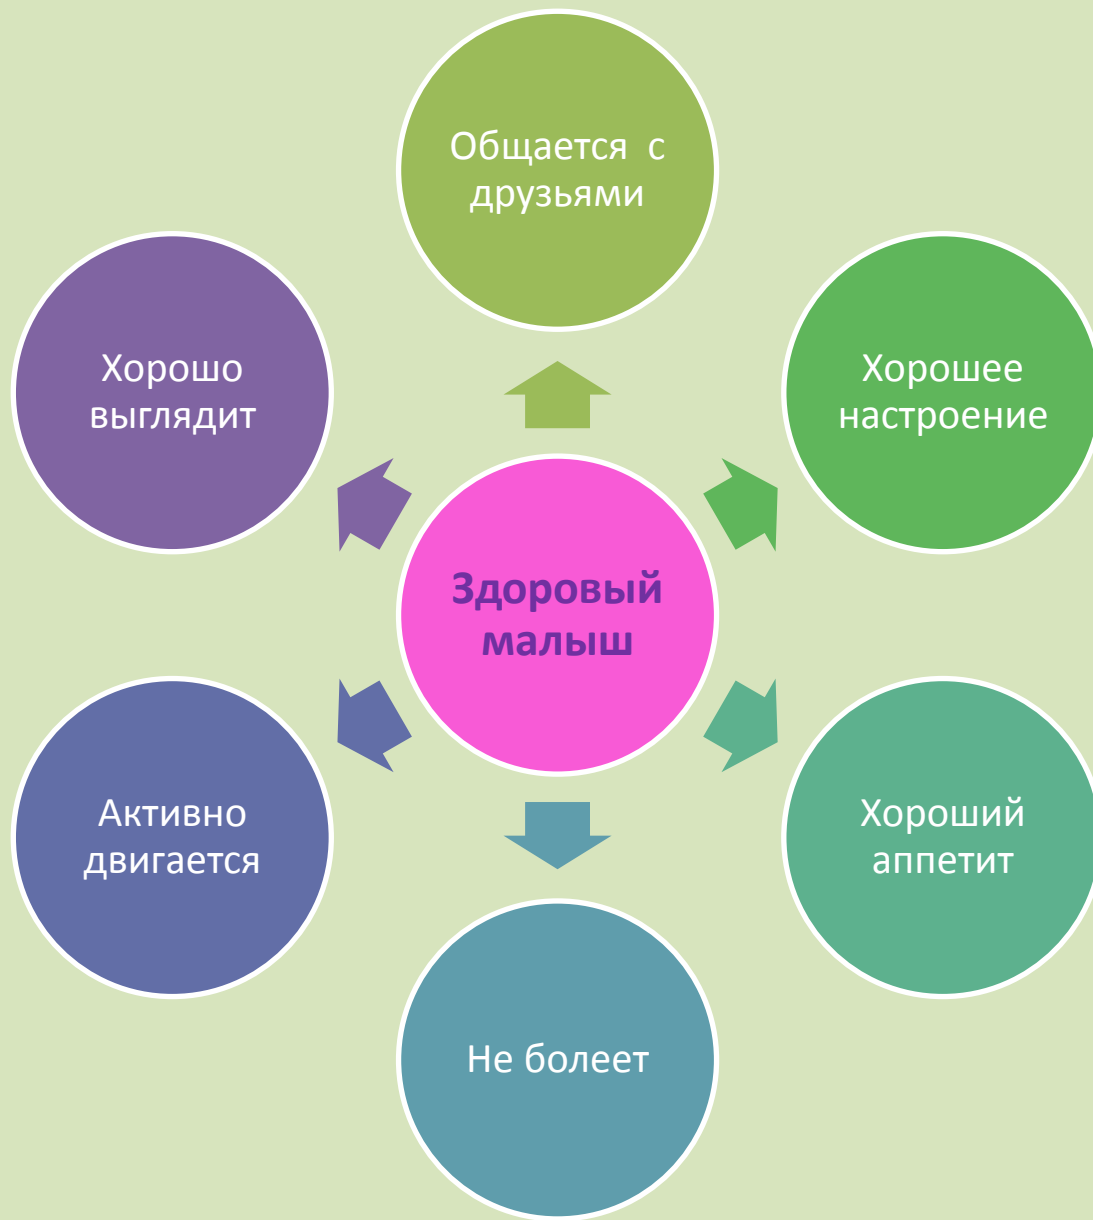 Общается с
друзьями
Хорошее
настроение
Хороший
аппетит
Не болеет
Активно
двигается
Хорошо
выглядит
Здоровый
малыш